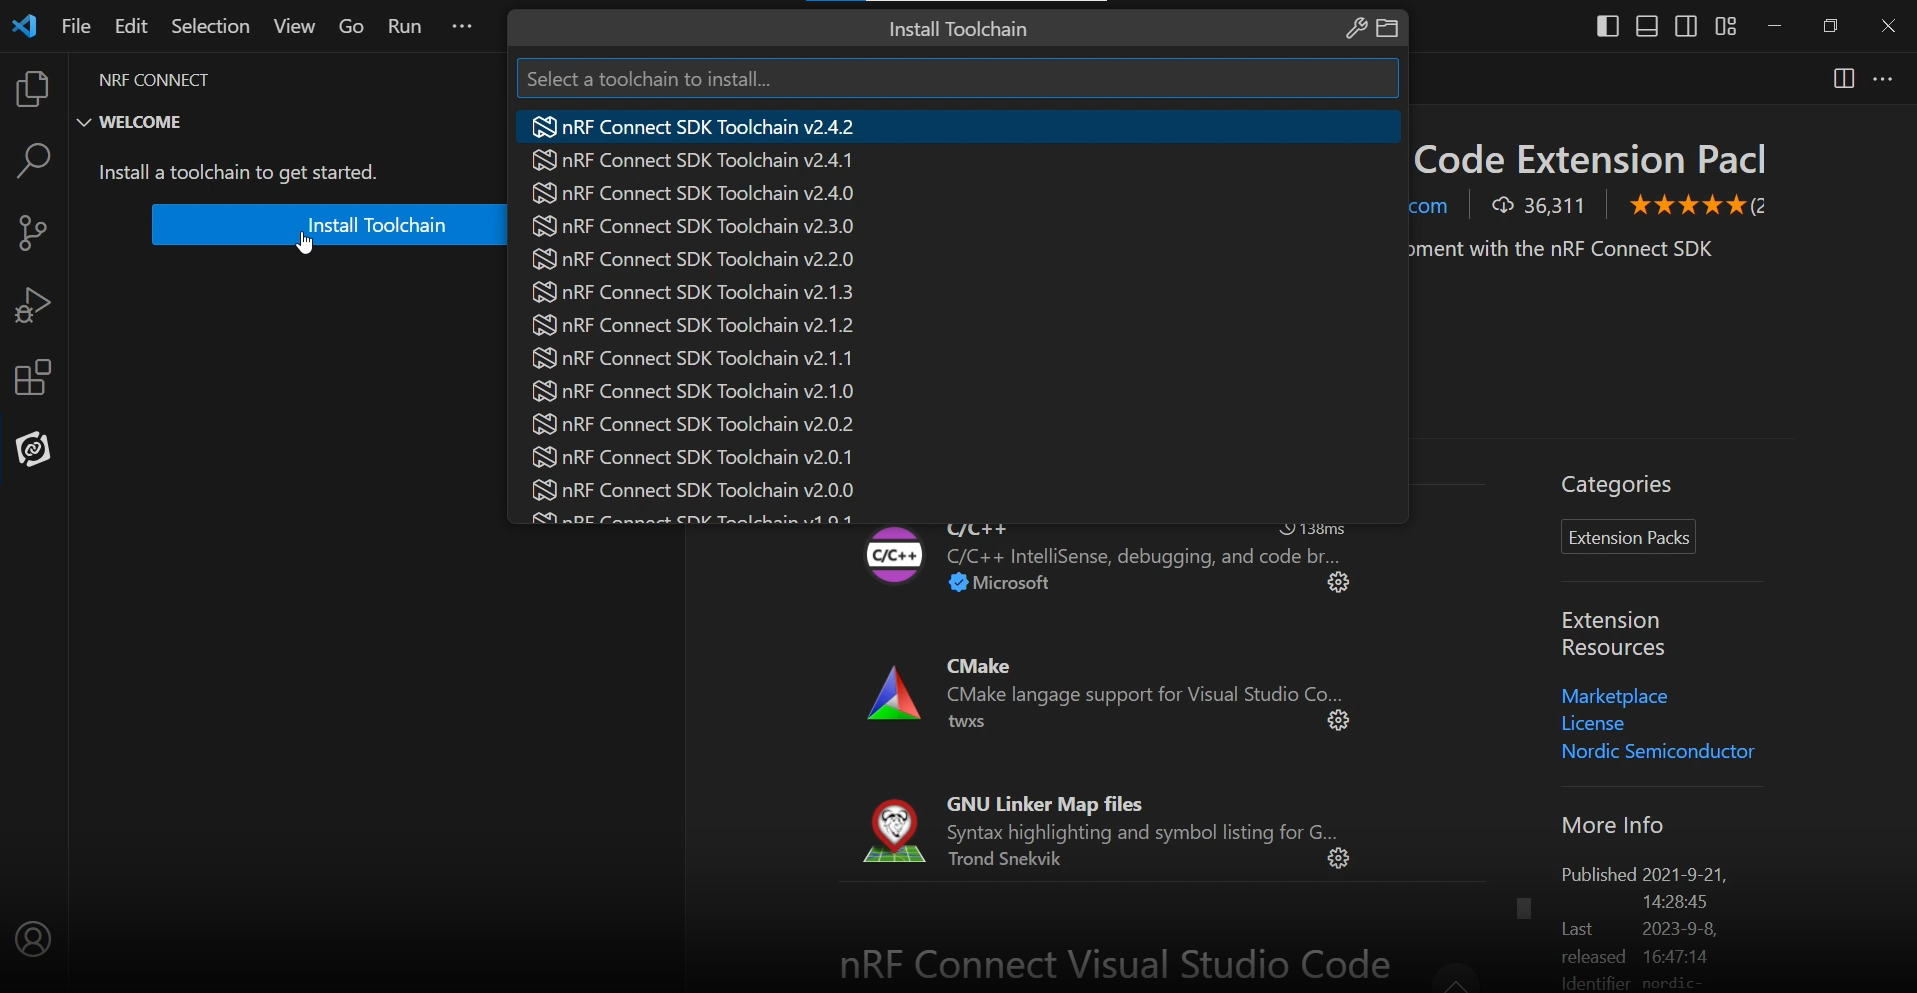 File Edit Selection View Go Run ···
Install Toolchain
NRF CONNECT
WELCOME
Install a toolchain to get started.
Install Toolchain
Select a toolchain to install...
nRF Connect SDK Toolchain v2.4.2
nRF Connect SDK Toolchain v2.4.1
nRF Connect SDK Toolchain v2.4.0
nRF Connect SDK Toolchain v2.3.0
nRF Connect SDK Toolchain v2.2.0
nRF Connect SDK Toolchain v2.1.3
nRF Connect SDK Toolchain v2.1.2
nRF Connect SDK Toolchain v2.1.1
nRF Connect SDK Toolchain v2.1.0
nRF Connect SDK Toolchain v2.0.2
nRF Connect SDK Toolchain v2.0.1
nRF Connect SDK Toolchain v2.0.0
nRF Connect SDK Toolchain v1.9.1
Code Extension Pack
com 36,311 (2
pment with the nRF Connect SDK
C/C++
C/C++ 138ms
C/C++ IntelliSense, debugging, and code br...
Microsoft
CMake
CMake langage support for Visual Studio Co...
twxs
GNU Linker Map files
Syntax highlighting and symbol listing for G...
Trond Snekvik
nRF Connect Visual Studio Code
Categories
Extension Packs
Extension
Resources
Marketplace
License
Nordic Semiconductor
More Info
Published 2021-9-21,
14:28:45
Last 2023-9-8,
released 16:47:14
Identifier nordic-